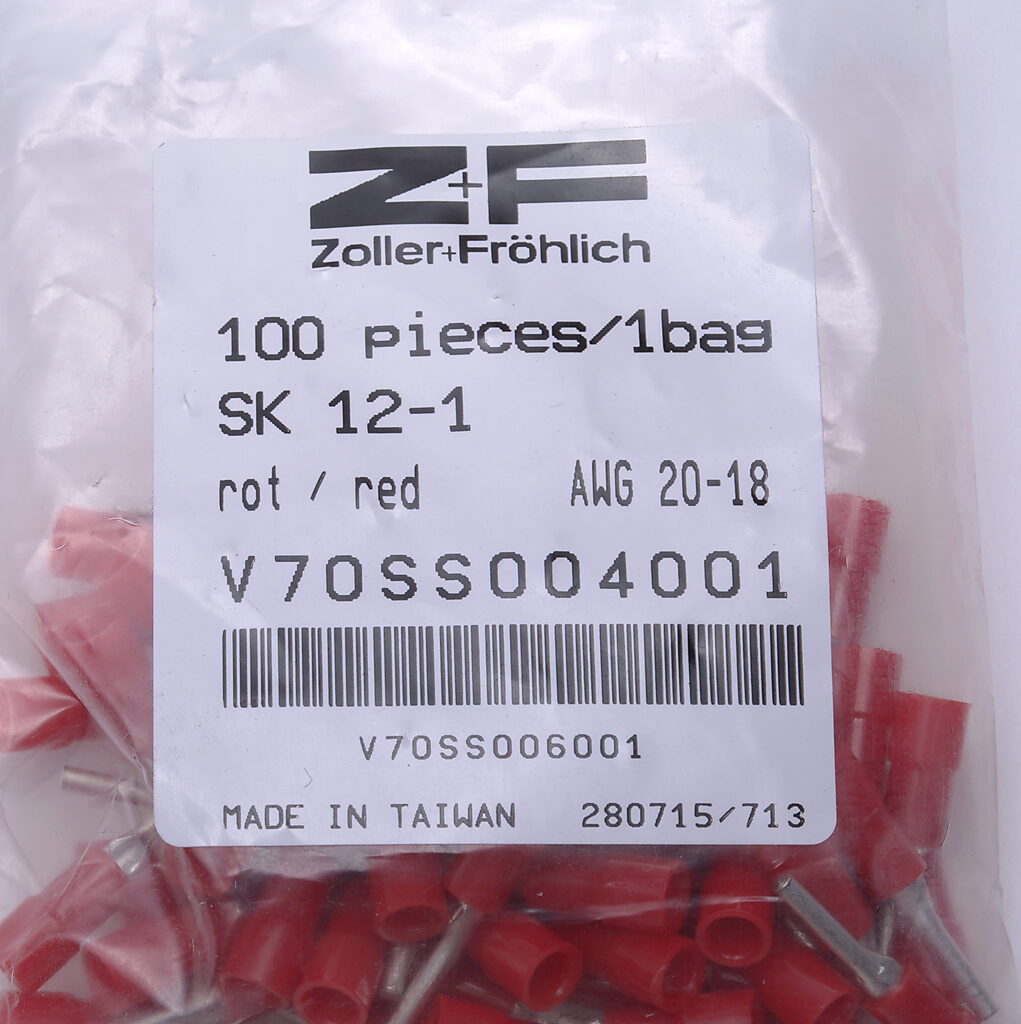 Z+F
Zoller+Fröhlich
100 pieces/1bag
SK 12-1
rot / red AWG 20-18
V70SS004001
V70SS006001
MADE IN TAIWAN 280715/713